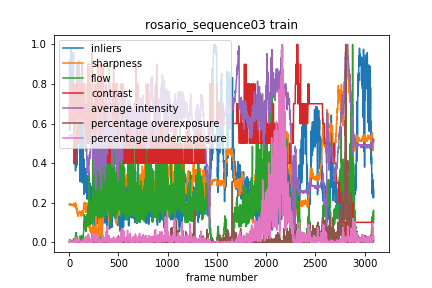 rosario_sequence03 train
1.0
0.8
0.6
0.4
0.2
0.0
inliers
sharpness
flow
contrast
average intensity
percentage overexposure
percentage underexposure
0 500 1000 1500 2000 2500 3000
frame number